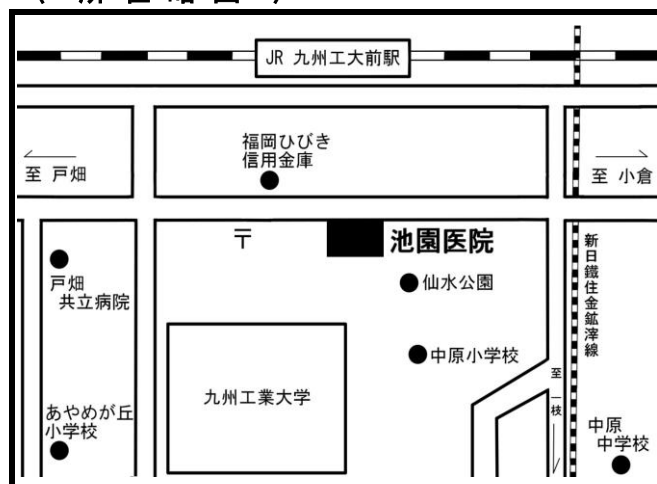 (所在略図)
JR 九州工大前駅
福岡ひびき
信用金庫
至 戸畑
至 小倉
〒
池園医院
仙水公園
戸畑
共立病院
新日鐵住金鉱滓線
中原小学校
九州工業大学
至一枝
あやめが丘
小学校
中原
中学校